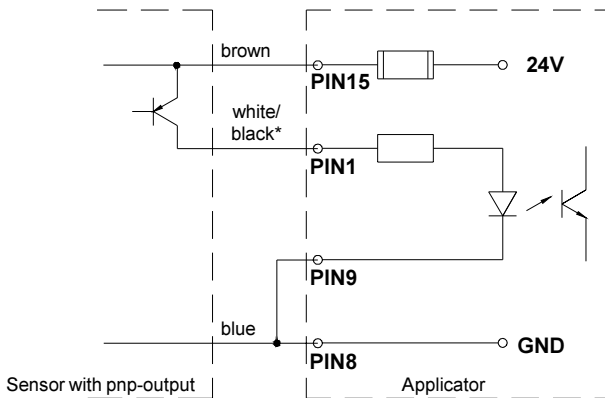 brown
24V
PIN15
white/
black*
PIN1
PIN9
blue
GND
PIN8
Sensor with pnp-output
Applicator